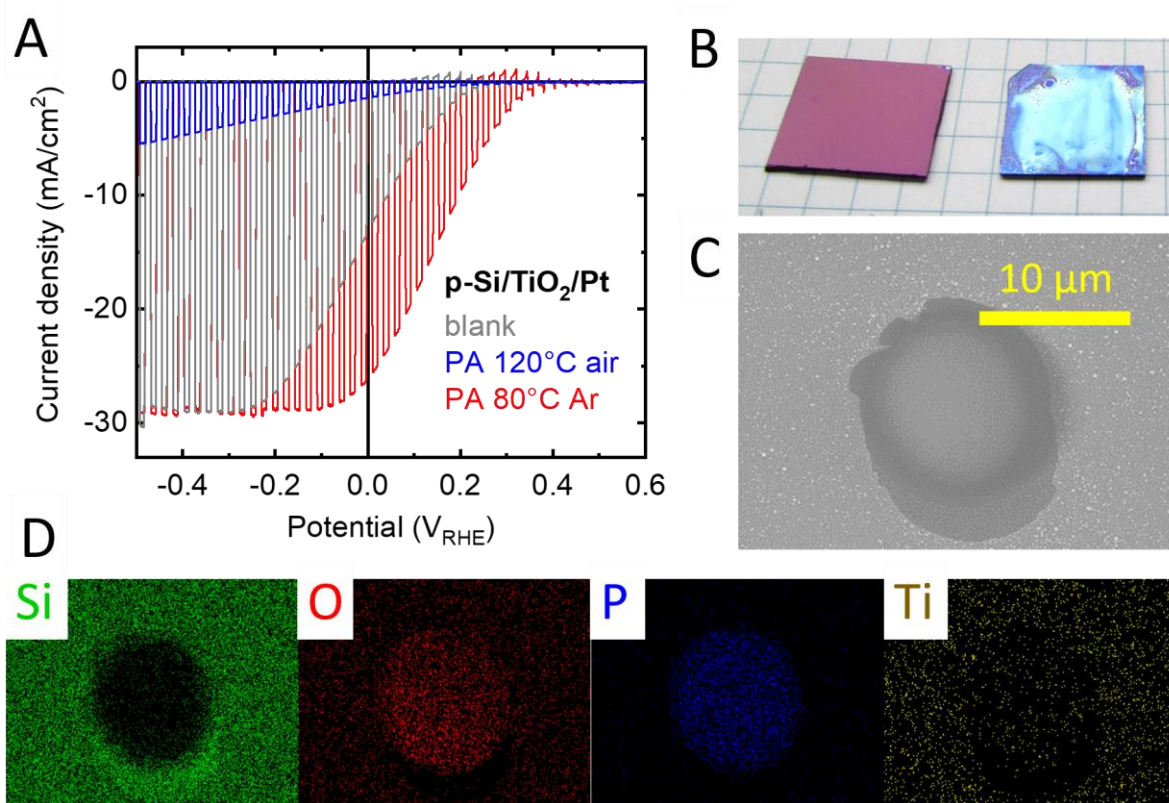 A
Current density (mA/cm²)
0
-10
-20
-30
-0.4
-0.2
0.0
0.2
0.4
0.6
Potential (V_RHE)
p-Si/TiO₂/Pt
blank
PA 120°C air
PA 80°C Ar
B
C
10 µm
D
Si
O
P
Ti